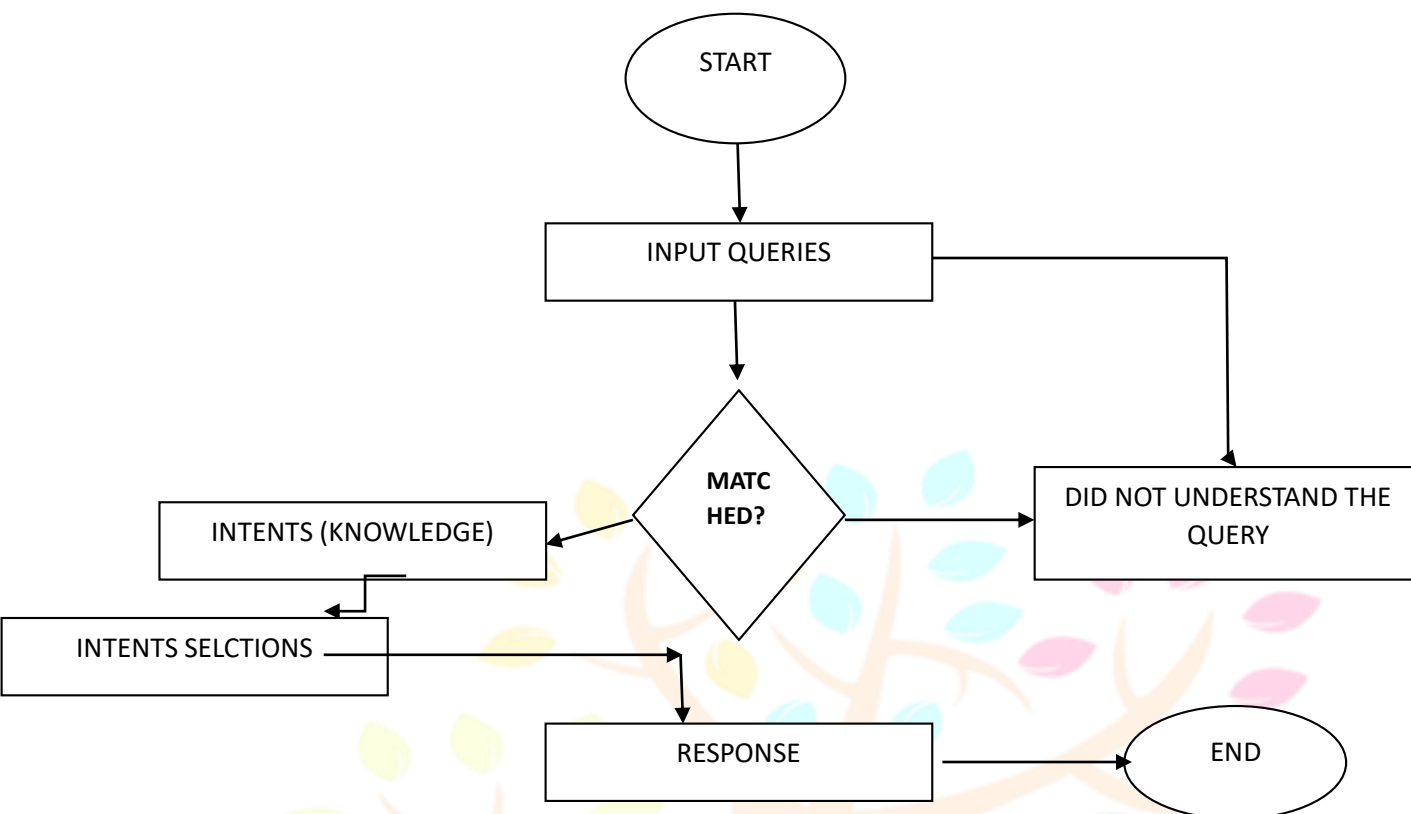 START
INPUT QUERIES
MATC
HED?
DID NOT UNDERSTAND THE
QUERY
INTENTS (KNOWLEDGE)
INTENTS SELCTIONS
RESPONSE
END